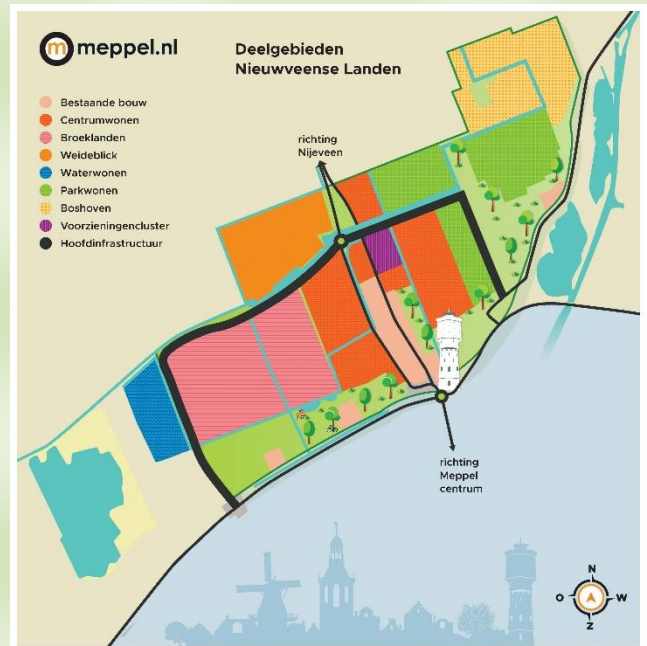 m meppel.nl
Deelgebieden
Nieuwveense Landen
Bestaande bouw
Centrumwonen
Broeklanden
Weideblick
Waterwonen
Parkwonen
Boshoven
Voorzieningencluster
Hoofdinfrastructuur
richting
Nijeveen
richting
Meppel
centrum
N
O W
Z